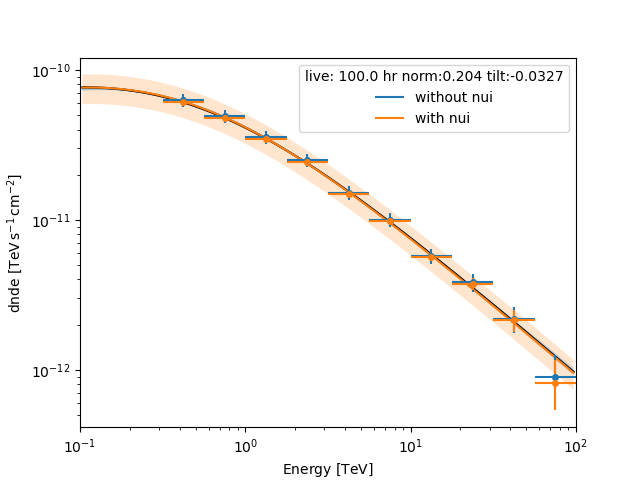 live: 100.0 hr norm:0.204 tilt:-0.0327
without nui
with nui
dnde [TeV s⁻¹ cm⁻²]
10⁻¹⁰
10⁻¹¹
10⁻¹²
10⁻¹ 10⁰ 10¹ 10²
Energy [TeV]